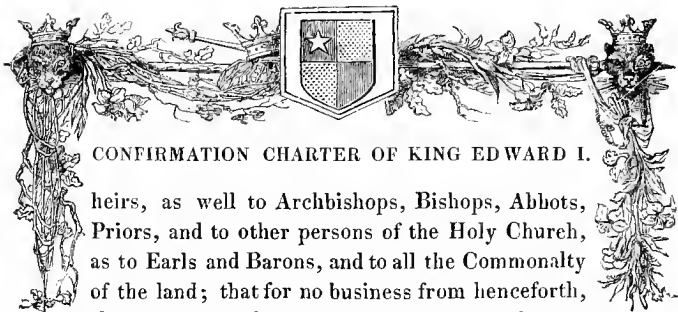 CONFIRMATION CHARTER OF KING EDWARD I.
heirs, as well to Archbishops, Bishops, Abbots,
Priors, and to other persons of the Holy Church,
as to Earls and Barons, and to all the Commonalty
of the land; that for no business from henceforth,